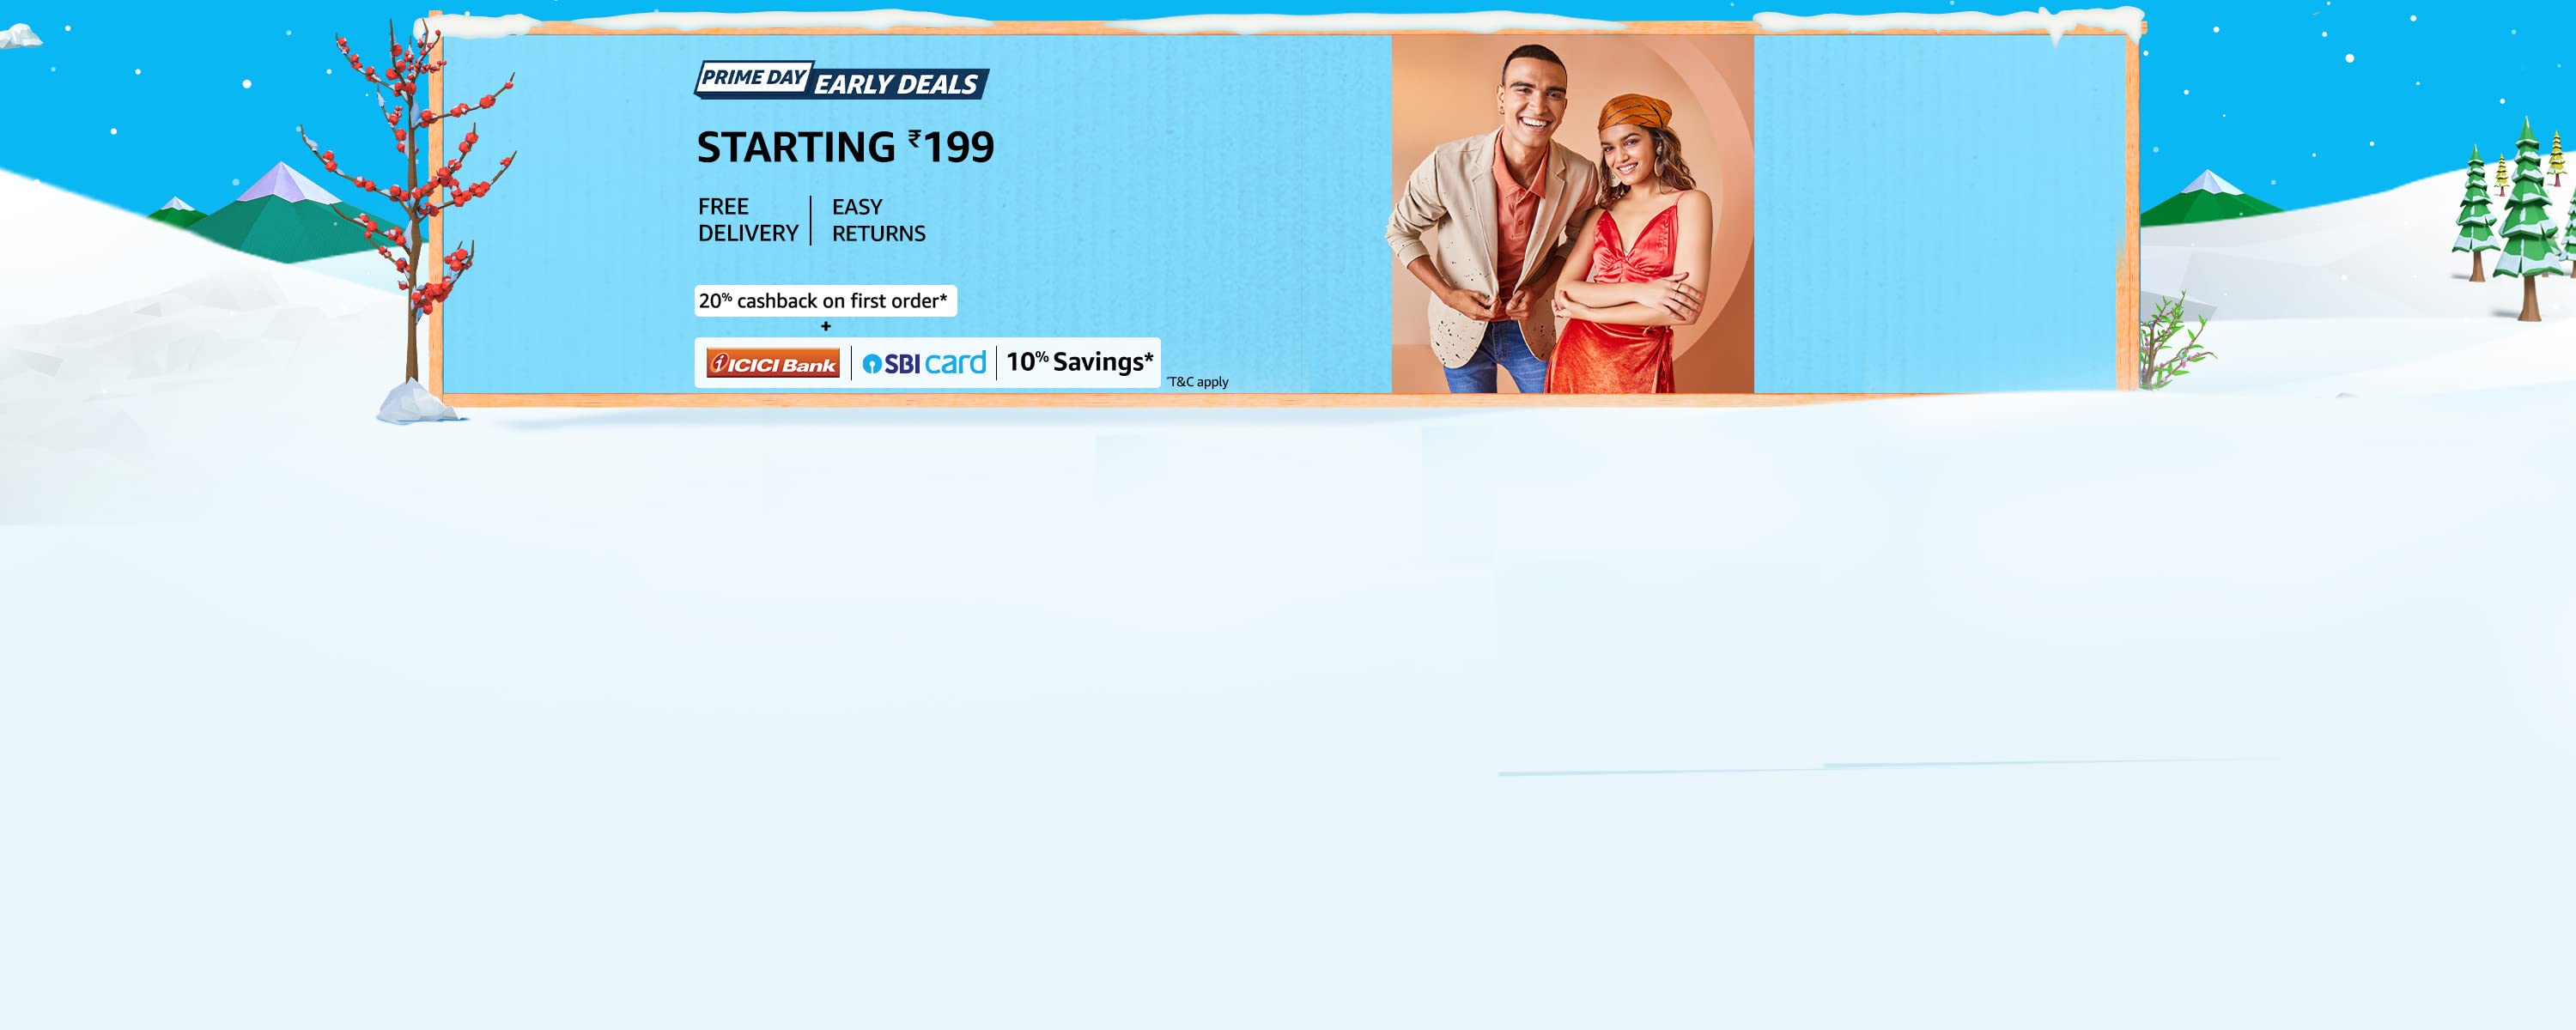 PRIME DAY EARLY DEALS
STARTING ₹199
FREE DELIVERY
EASY RETURNS
20% cashback on first order*
+
ICICI Bank | SBI card | 10% Savings*
*T&C apply